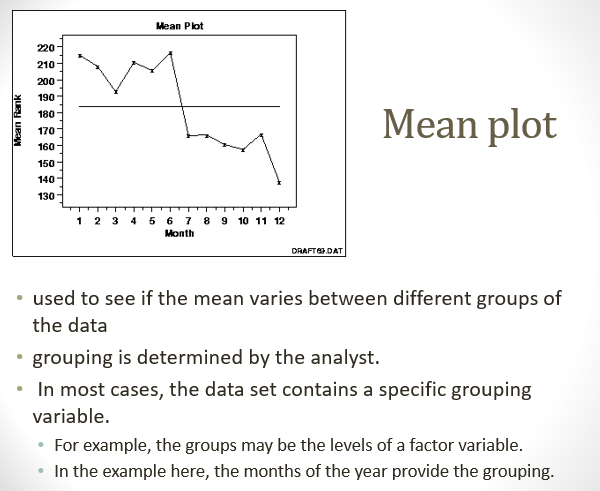 Mean Plot
220
210
200
190
180
170
160
150
140
130
Mean Rank
1 2 3 4 5 6 7 8 9 10 11 12
Month
DRAFT69.DAT
Mean plot
• used to see if the mean varies between different groups of
the data
• grouping is determined by the analyst.
• In most cases, the data set contains a specific grouping
variable.
• For example, the groups may be the levels of a factor variable.
• In the example here, the months of the year provide the grouping.